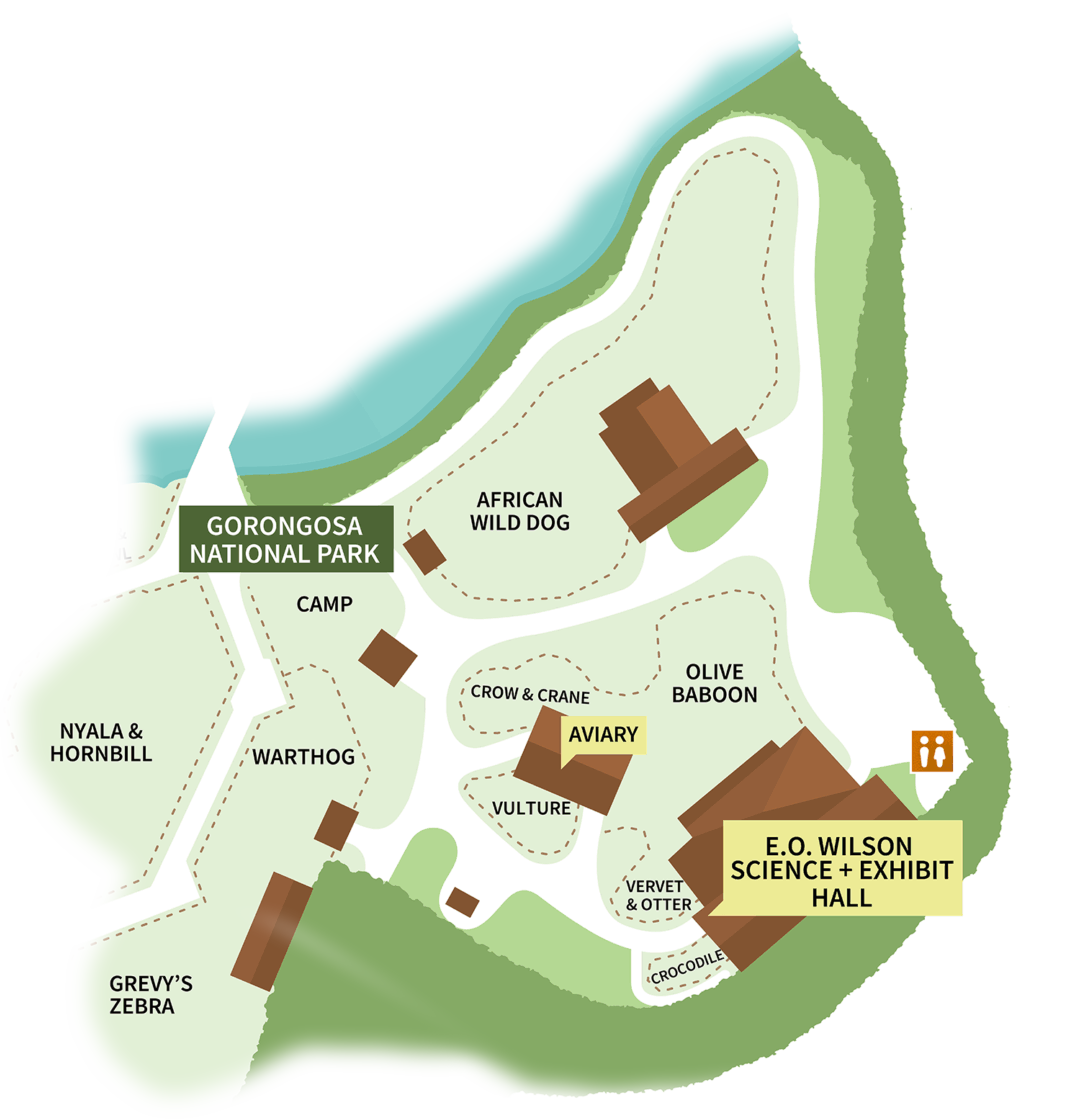 AFRICAN
WILD DOG
GORONGOSA
NATIONAL PARK
CAMP
OLIVE
BABOON
CROW & CRANE
NYALA &
HORNBILL
AVIARY
WARTHOG
VULTURE
E.O. WILSON
SCIENCE + EXHIBIT
HALL
VERVET
& OTTER
CROCODILE
GREVY'S
ZEBRA